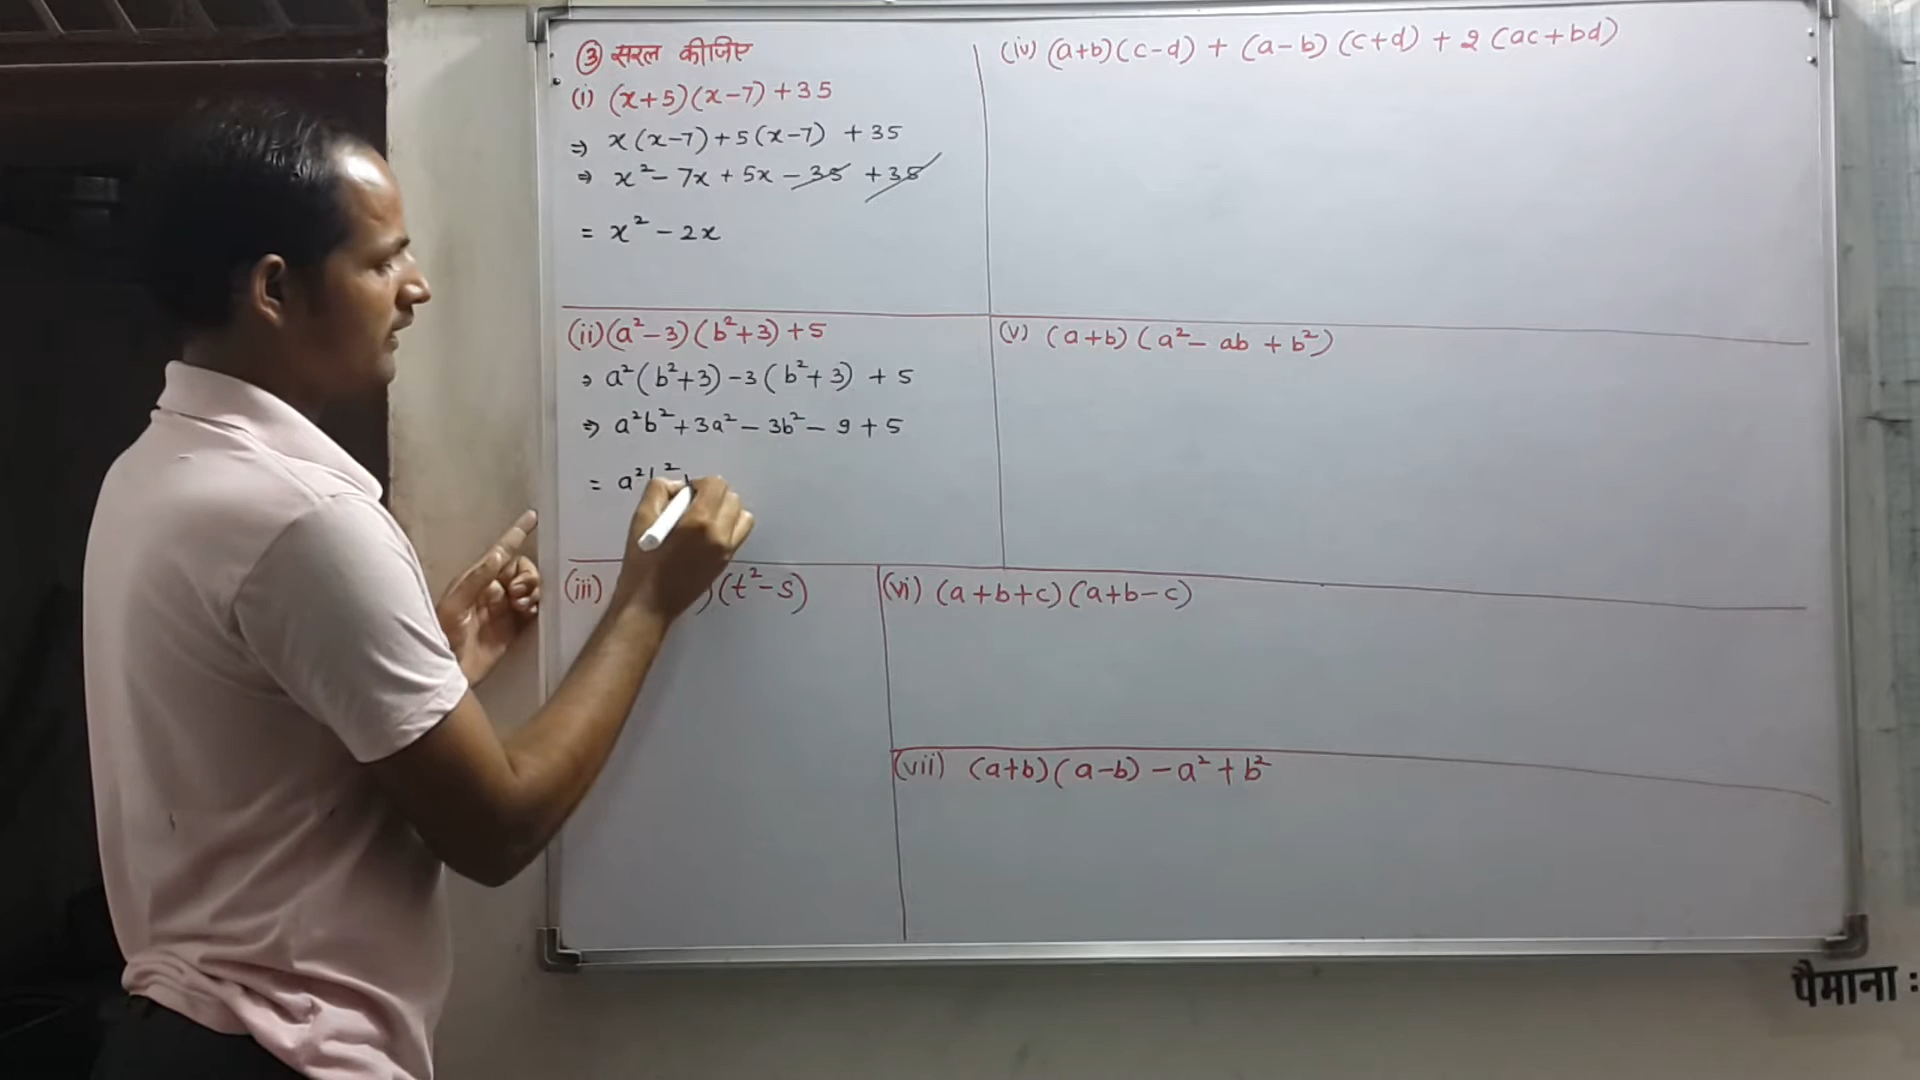 ③ सरल कीजिए
(i) (x+5)(x-7)+35
⇒ x(x-7)+5(x-7) +35
⇒ x²-7x+5x-35 +35
= x²-2x
(ii) (a²-3)(b²+3)+5
⇒ a²(b²+3)-3(b²+3) +5
⇒ a²b²+3a²-3b²-9+5
= a²
(iii) (t²-s)
(iv) (a+b)(c-d) + (a-b)(c+d) + 2(ac+bd)
(v) (a+b)(a²-ab+b²)
(vi) (a+b+c)(a+b-c)
(vii) (a+b)(a-b)-a²+b²
पैमाना :